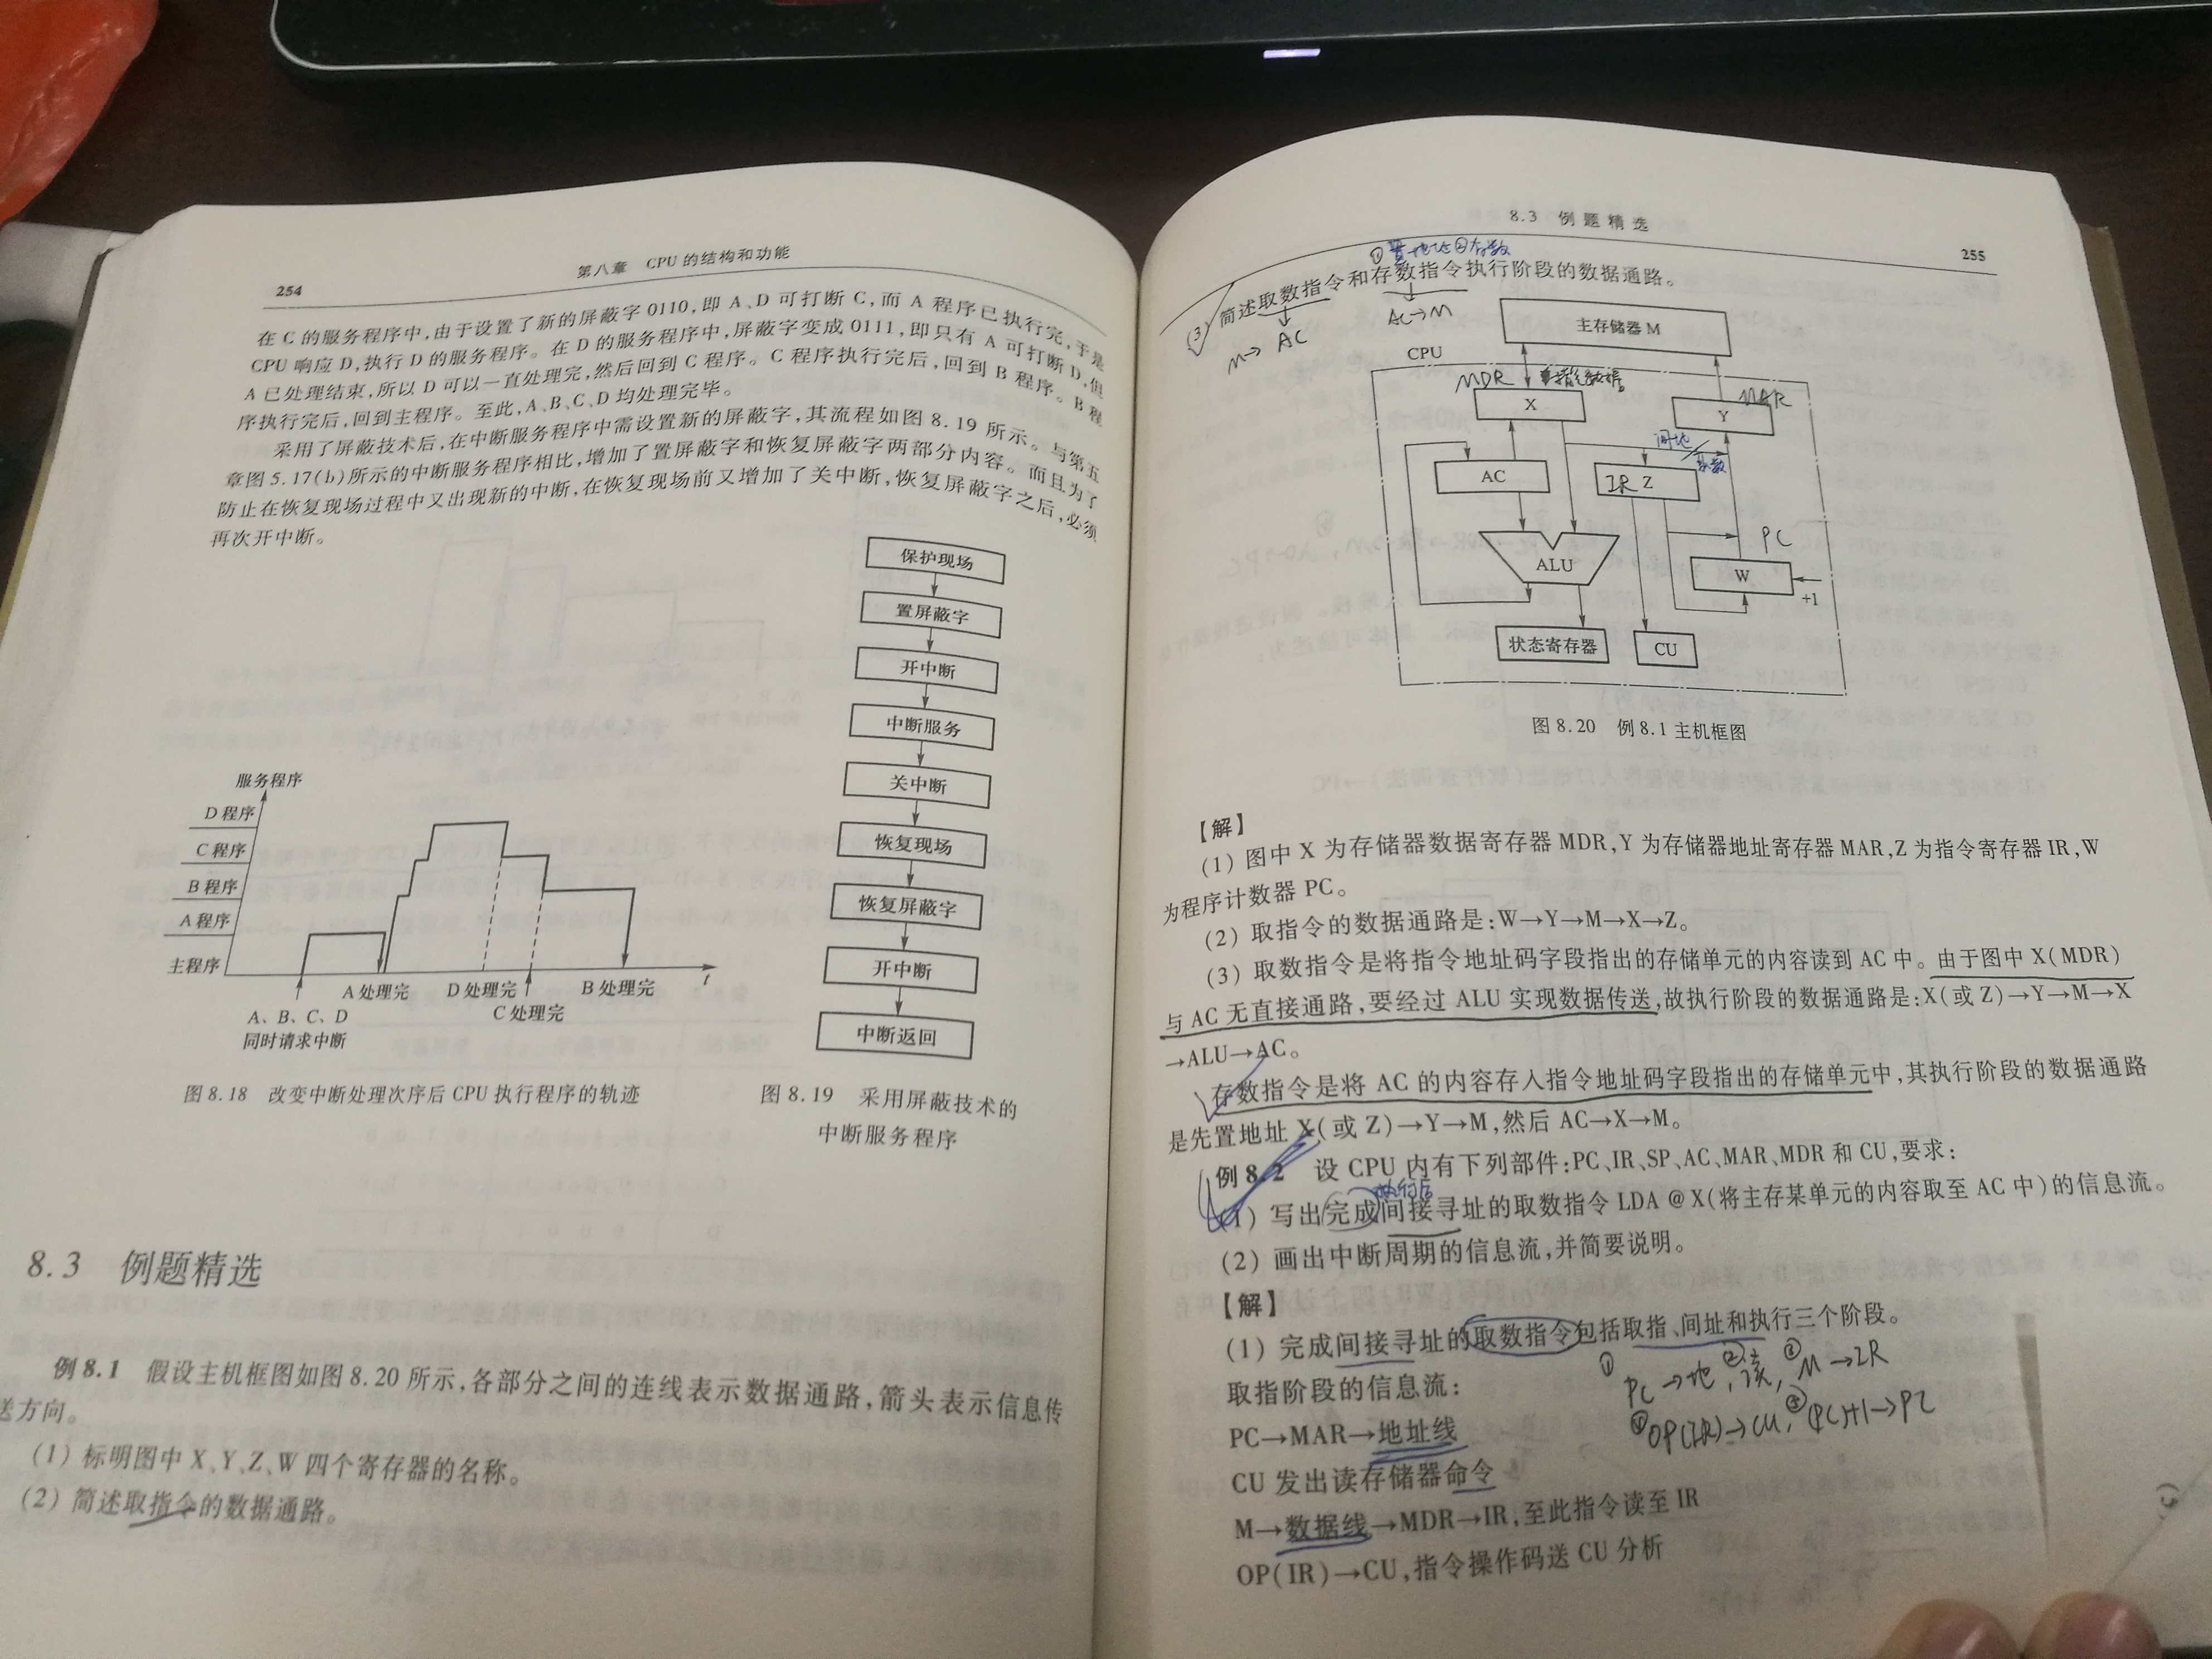 254
第八章 CPU 的结构和功能
在 C 的服务程序中,由于设置了新的屏蔽字 0110,即 A、D 可打断 C,而 A 程序已执行完,于是
CPU 响应 D,执行 D 的服务程序。在 D 的服务程序中,屏蔽字变成 0111,即只有 A 可打断 D,但
A 已处理结束,所以 D 可以一直处理完,然后回到 C 程序。C 程序执行完后,回到 B 程序。B 程
序执行完后,回到主程序。至此,A、B、C、D 均处理完毕。
采用了屏蔽技术后,在中断服务程序中需设置新的屏蔽字,其流程如图 8.19 所示。与第五
章图 5.17(b)所示的中断服务程序相比,增加了置屏蔽字和恢复屏蔽字两部分内容。而且为了
防止在恢复现场过程中又出现新的中断,在恢复现场前又增加了关中断,恢复屏蔽字之后,必须
再次开中断。
服务程序
D 程序
C 程序
B 程序
A 程序
主程序
A 处理完
D 处理完
B 处理完
t
C 处理完
A、B、C、D
同时请求中断
图 8.18 改变中断处理次序后 CPU 执行程序的轨迹
保护现场
置屏蔽字
开中断
中断服务
关中断
恢复现场
恢复屏蔽字
开中断
中断返回
图 8.19 采用屏蔽技术的
中断服务程序
8.3 例题精选
例 8.1 假设主机框图如图 8.20 所示,各部分之间的连线表示数据通路,箭头表示信息传
送方向。
(1) 标明图中 X、Y、Z、W 四个寄存器的名称。
(2) 简述取指令的数据通路。
8.3 例题精选
255
①置地址②存数
(3) 简述取数指令和存数指令执行阶段的数据通路。
M→AC
AC→M
主存储器 M
CPU
MDR
X
MAR
Y
AC
IR Z
间址
PC
ALU
W
+1
状态寄存器
CU
图 8.20 例 8.1 主机框图
【解】
(1) 图中 X 为存储器数据寄存器 MDR,Y 为存储器地址寄存器 MAR,Z 为指令寄存器 IR,W
为程序计数器 PC。
(2) 取指令的数据通路是:W→Y→M→X→Z。
(3) 取数指令是将指令地址码字段指出的存储单元的内容读到 AC 中。由于图中 X(MDR)
与 AC 无直接通路,要经过 ALU 实现数据传送,故执行阶段的数据通路是:X(或 Z)→Y→M→X
→ALU→AC。
存数指令是将 AC 的内容存入指令地址码字段指出的存储单元中,其执行阶段的数据通路
是先置地址 X(或 Z)→Y→M,然后 AC→X→M。
例 8.2 设 CPU 内有下列部件:PC、IR、SP、AC、MAR、MDR 和 CU,要求:
(1) 写出完成间接寻址的取数指令 LDA @ X(将主存某单元的内容取至 AC 中)的信息流。
(2) 画出中断周期的信息流,并简要说明。
【解】
(1) 完成间接寻址的取数指令包括取指、间址和执行三个阶段。
①PC→地,②读,③M→IR
取指阶段的信息流:
④OP(IR)→CU,⑤(PC)+1→PC
PC→MAR→地址线
CU 发出读存储器命令
M→数据线→MDR→IR,至此指令读至 IR
OP(IR)→CU,指令操作码送 CU 分析